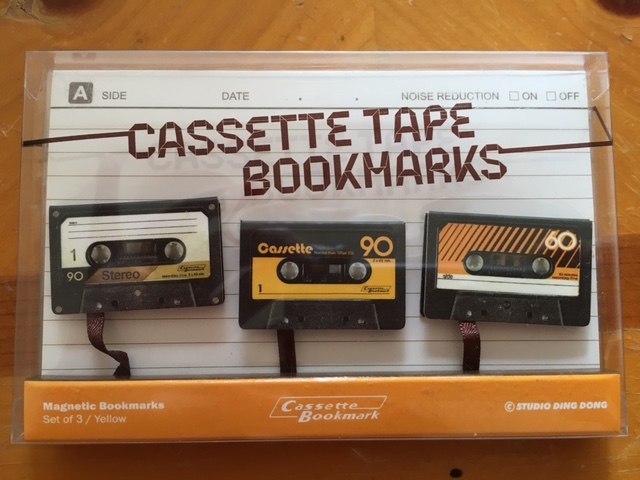 A SIDE DATE . . NOISE REDUCTION ON OFF
CASSETTE TAPE
BOOKMARKS
1
90 Stereo
Cassette 90
1
60
side
Magnetic Bookmarks
Set of 3 / Yellow
Cassette
Bookmark
© STUDIO DING DONG